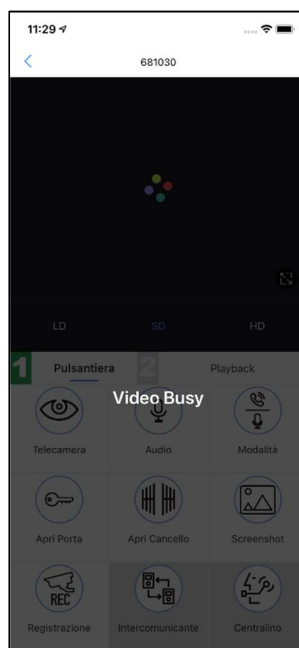 11:29
681030
LD SD HD
1 Pulsantiera 2 Playback
Video Busy
Telecamera Audio Modalità
Apri Porta Apri Cancello Screenshot
REC
Registrazione Intercomunicante Centralino